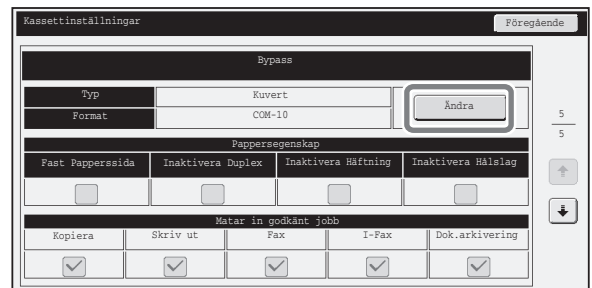 Kassettinställningar Föregående
Bypass
Typ Kuvert
Ändra
Format COM-10
5
5
Pappersegenskap
Fast Papperssida Inaktivera Duplex Inaktivera Häftning Inaktivera Hålslag
Matar in godkänt jobb
Kopiera Skriv ut Fax I-Fax Dok.arkivering